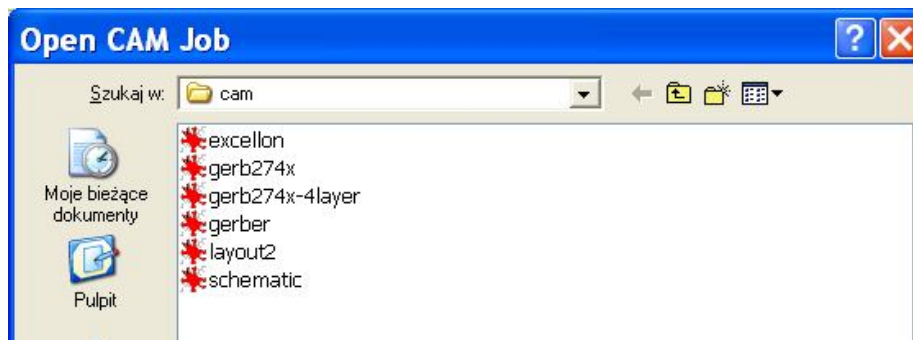 Open CAM Job
Szukaj w: cam
excellon
gerb274x
gerb274x-4layer
gerber
layout2
schematic
Moje bieżące
dokumenty
Pulpit